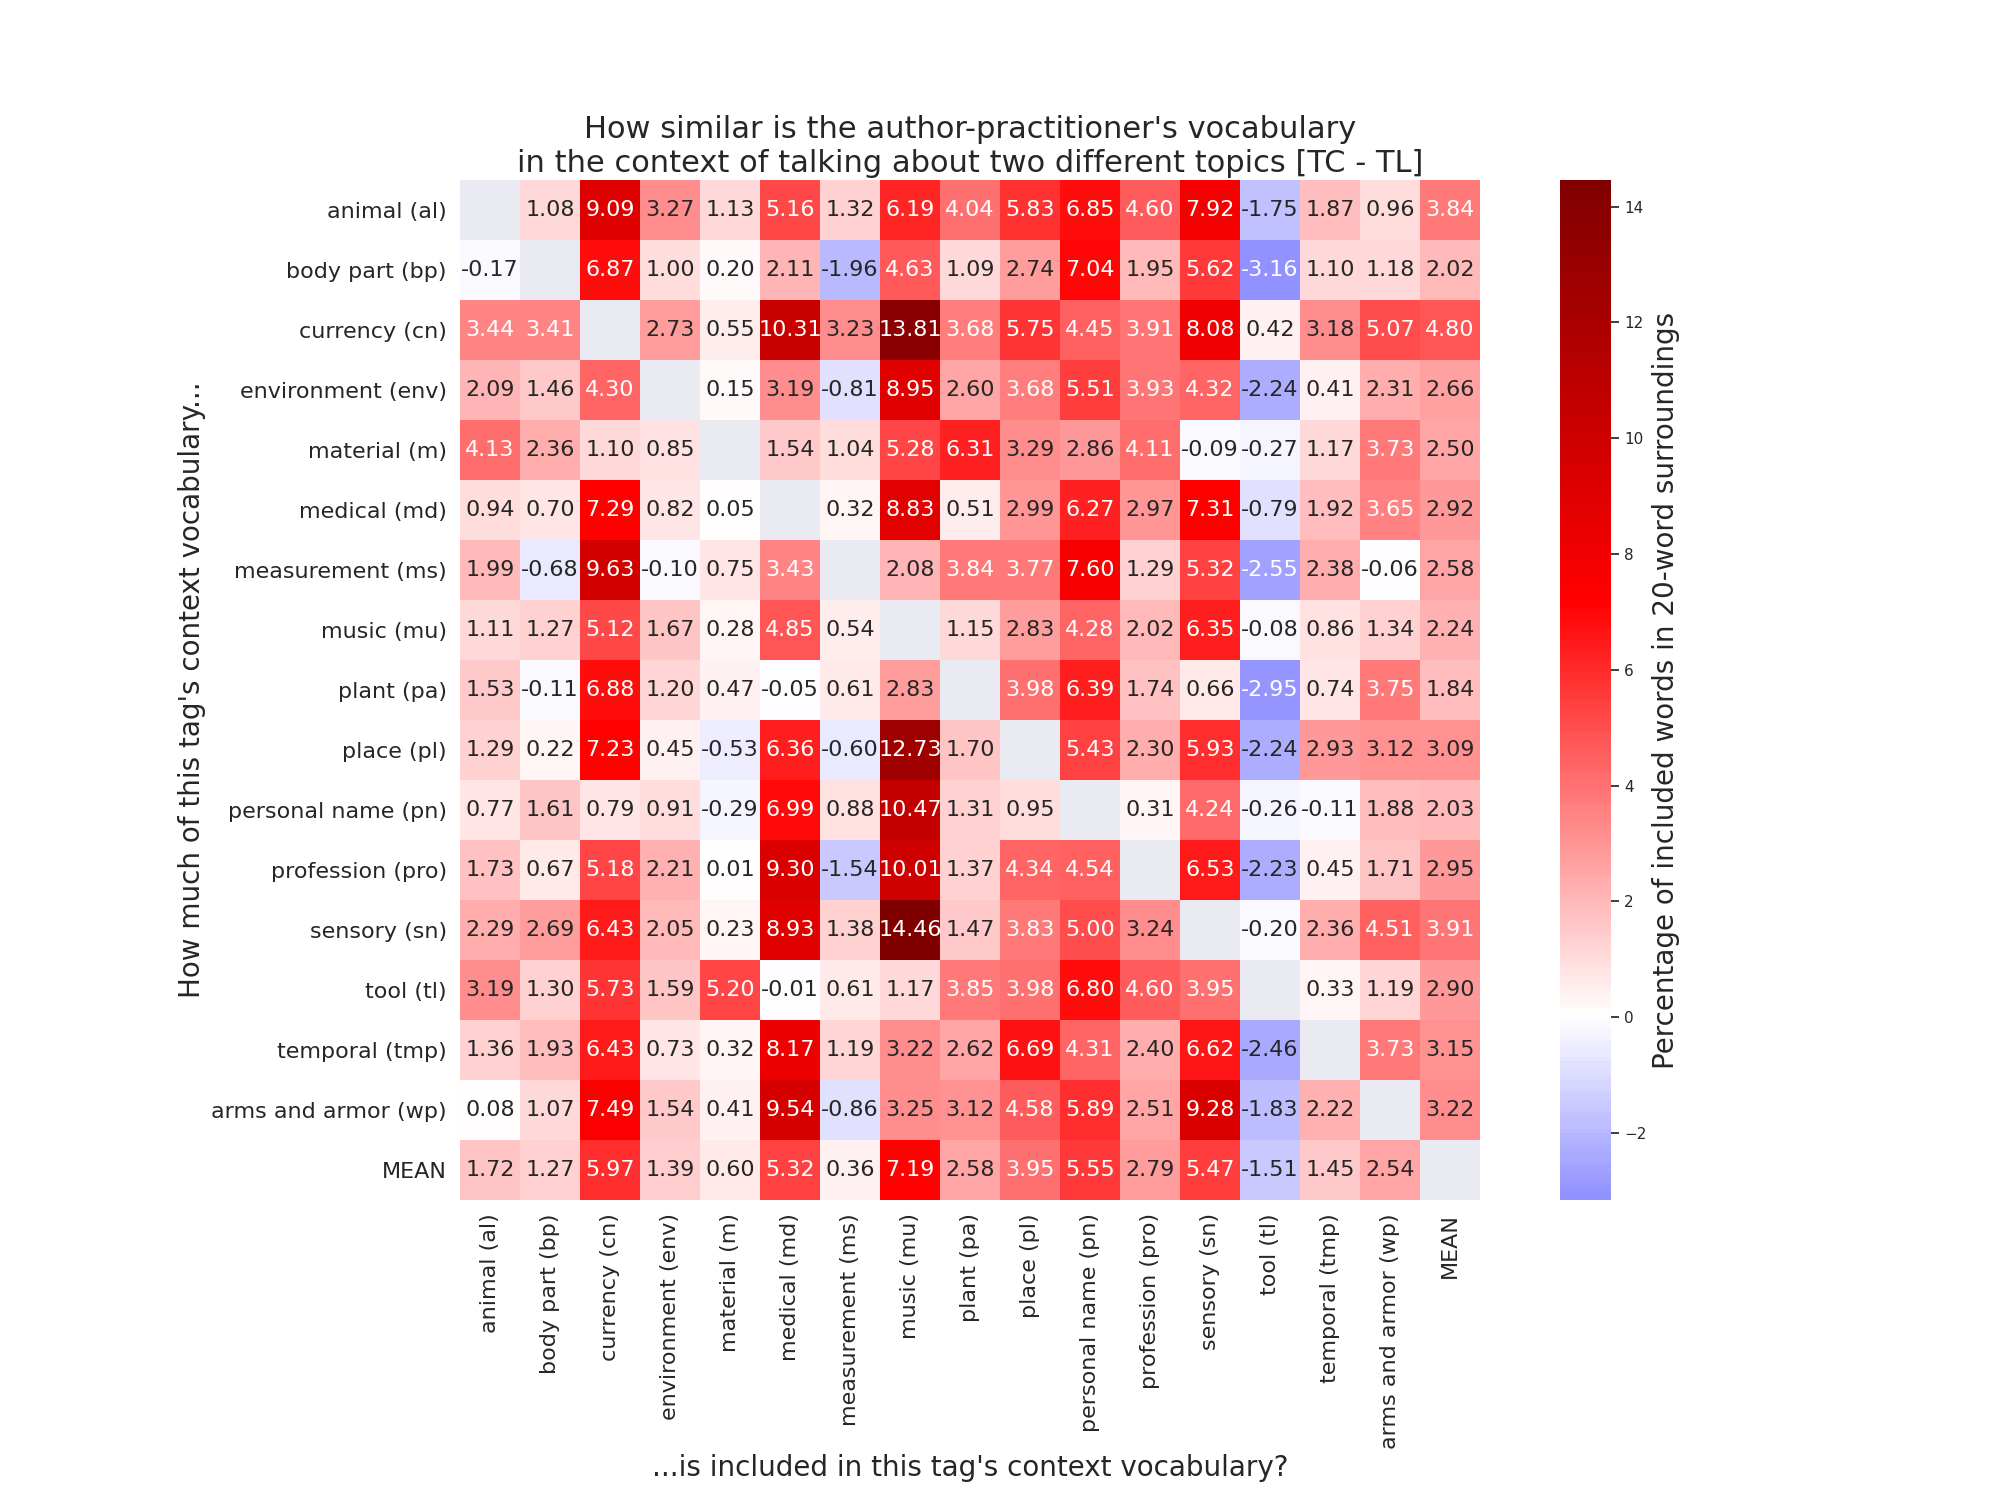 How similar is the author-practitioner's vocabulary
in the context of talking about two different topics [TC - TL]
How much of this tag's context vocabulary...
animal (al) 1.08 9.09 3.27 1.13 5.16 1.32 6.19 4.04 5.83 6.85 4.60 7.92 -1.75 1.87 0.96 3.84
body part (bp) -0.17 6.87 1.00 0.20 2.11 -1.96 4.63 1.09 2.74 7.04 1.95 5.62 -3.16 1.10 1.18 2.02
currency (cn) 3.44 3.41 2.73 0.55 10.31 3.23 13.81 3.68 5.75 4.45 3.91 8.08 0.42 3.18 5.07 4.80
environment (env) 2.09 1.46 4.30 0.15 3.19 -0.81 8.95 2.60 3.68 5.51 3.93 4.32 -2.24 0.41 2.31 2.66
material (m) 4.13 2.36 1.10 0.85 1.54 1.04 5.28 6.31 3.29 2.86 4.11 -0.09 -0.27 1.17 3.73 2.50
medical (md) 0.94 0.70 7.29 0.82 0.05 0.32 8.83 0.51 2.99 6.27 2.97 7.31 -0.79 1.92 3.65 2.92
measurement (ms) 1.99 -0.68 9.63 -0.10 0.75 3.43 2.08 3.84 3.77 7.60 1.29 5.32 -2.55 2.38 -0.06 2.58
music (mu) 1.11 1.27 5.12 1.67 0.28 4.85 0.54 1.15 2.83 4.28 2.02 6.35 -0.08 0.86 1.34 2.24
plant (pa) 1.53 -0.11 6.88 1.20 0.47 -0.05 0.61 2.83 3.98 6.39 1.74 0.66 -2.95 0.74 3.75 1.84
place (pl) 1.29 0.22 7.23 0.45 -0.53 6.36 -0.60 12.73 1.70 5.43 2.30 5.93 -2.24 2.93 3.12 3.09
personal name (pn) 0.77 1.61 0.79 0.91 -0.29 6.99 0.88 10.47 1.31 0.95 0.31 4.24 -0.26 -0.11 1.88 2.03
profession (pro) 1.73 0.67 5.18 2.21 0.01 9.30 -1.54 10.01 1.37 4.34 4.54 6.53 -2.23 0.45 1.71 2.95
sensory (sn) 2.29 2.69 6.43 2.05 0.23 8.93 1.38 14.46 1.47 3.83 5.00 3.24 -0.20 2.36 4.51 3.91
tool (tl) 3.19 1.30 5.73 1.59 5.20 -0.01 0.61 1.17 3.85 3.98 6.80 4.60 3.95 0.33 1.19 2.90
temporal (tmp) 1.36 1.93 6.43 0.73 0.32 8.17 1.19 3.22 2.62 6.69 4.31 2.40 6.62 -2.46 3.73 3.15
arms and armor (wp) 0.08 1.07 7.49 1.54 0.41 9.54 -0.86 3.25 3.12 4.58 5.89 2.51 9.28 -1.83 2.22 3.22
MEAN 1.72 1.27 5.97 1.39 0.60 5.32 0.36 7.19 2.58 3.95 5.55 2.79 5.47 -1.51 1.45 2.54
animal (al)
body part (bp)
currency (cn)
environment (env)
material (m)
medical (md)
measurement (ms)
music (mu)
plant (pa)
place (pl)
personal name (pn)
profession (pro)
sensory (sn)
tool (tl)
temporal (tmp)
arms and armor (wp)
MEAN
...is included in this tag's context vocabulary?
14
12
10
8
6
4
2
0
−2
Percentage of included words in 20-word surroundings